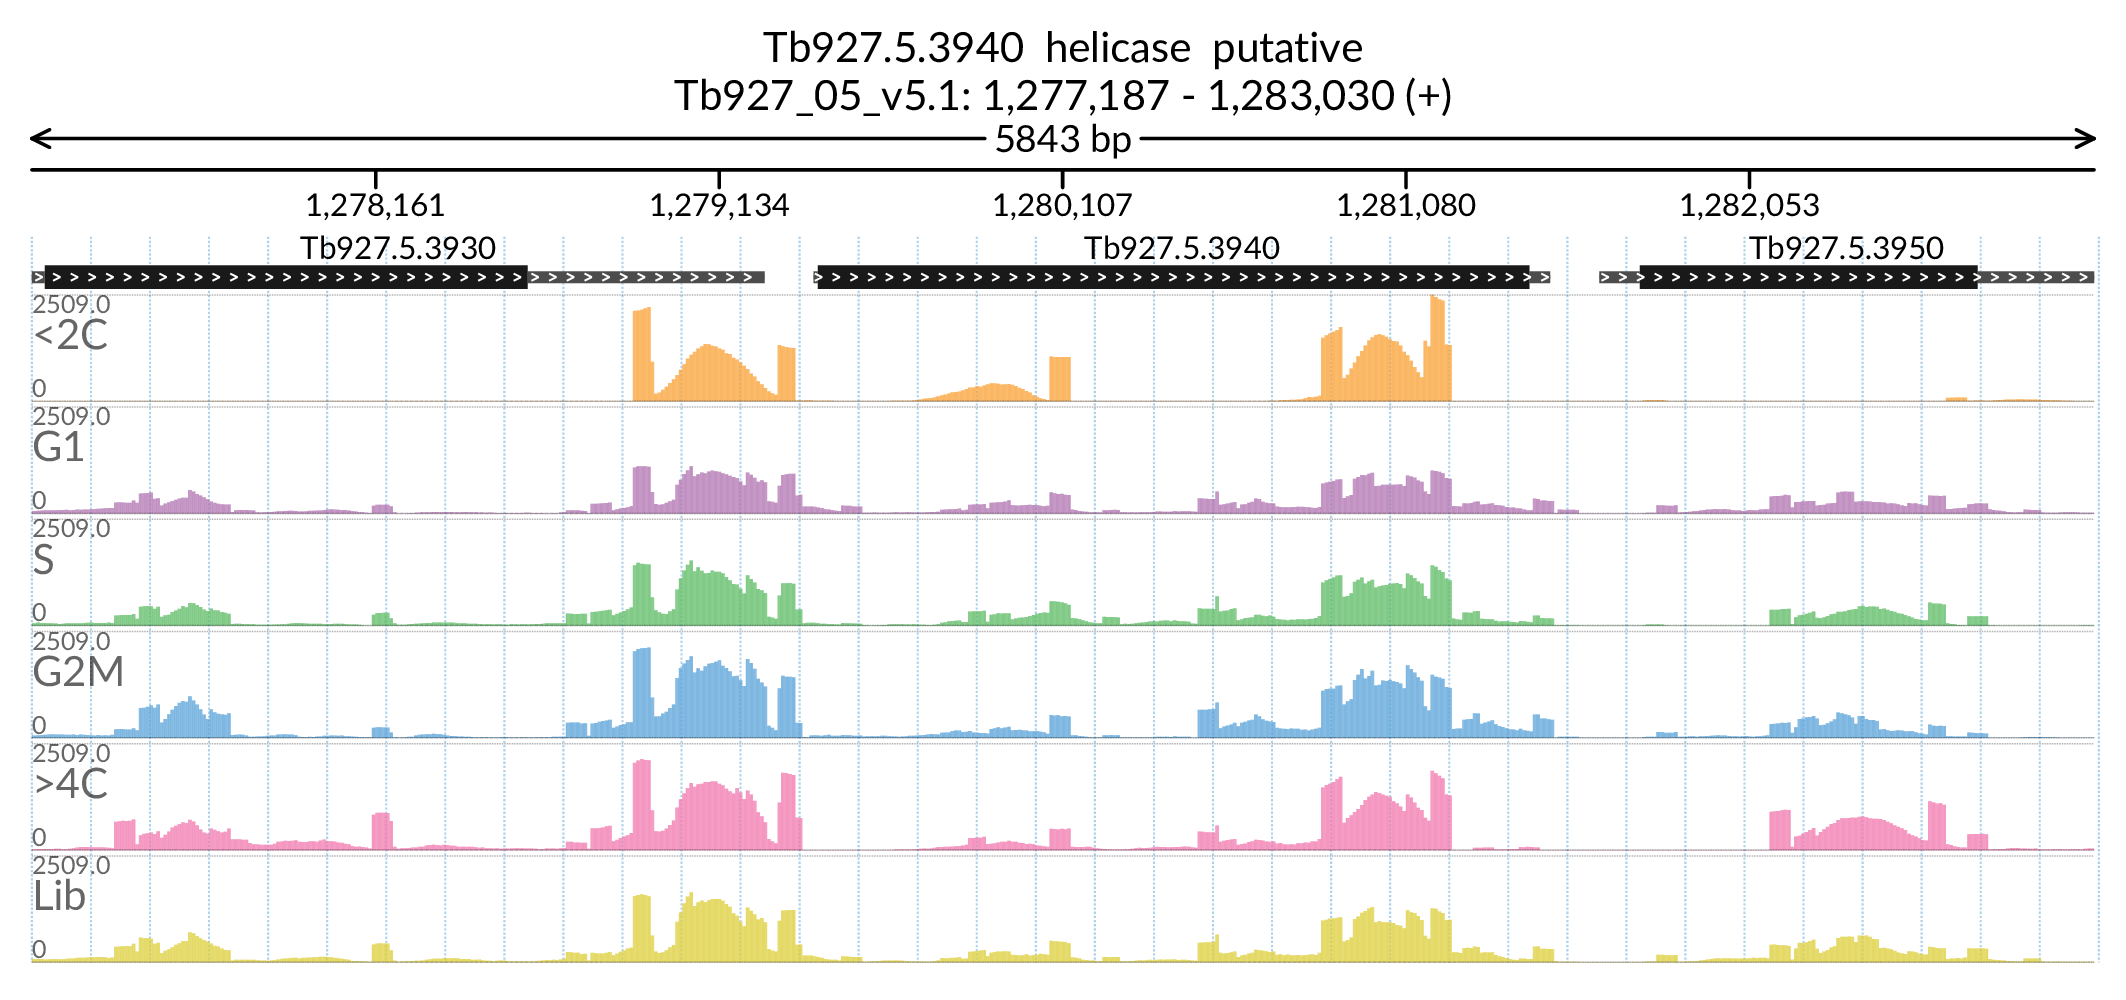 Tb927.5.3940 helicase putative
Tb927_05_v5.1: 1,277,187 - 1,283,030 (+)
5843 bp
1,278,161 1,279,134 1,280,107 1,281,080 1,282,053
Tb927.5.3930 Tb927.5.3940 Tb927.5.3950
2509.0
<2C
0
2509.0
G1
0
2509.0
S
0
2509.0
G2M
0
2509.0
>4C
0
2509.0
Lib
0